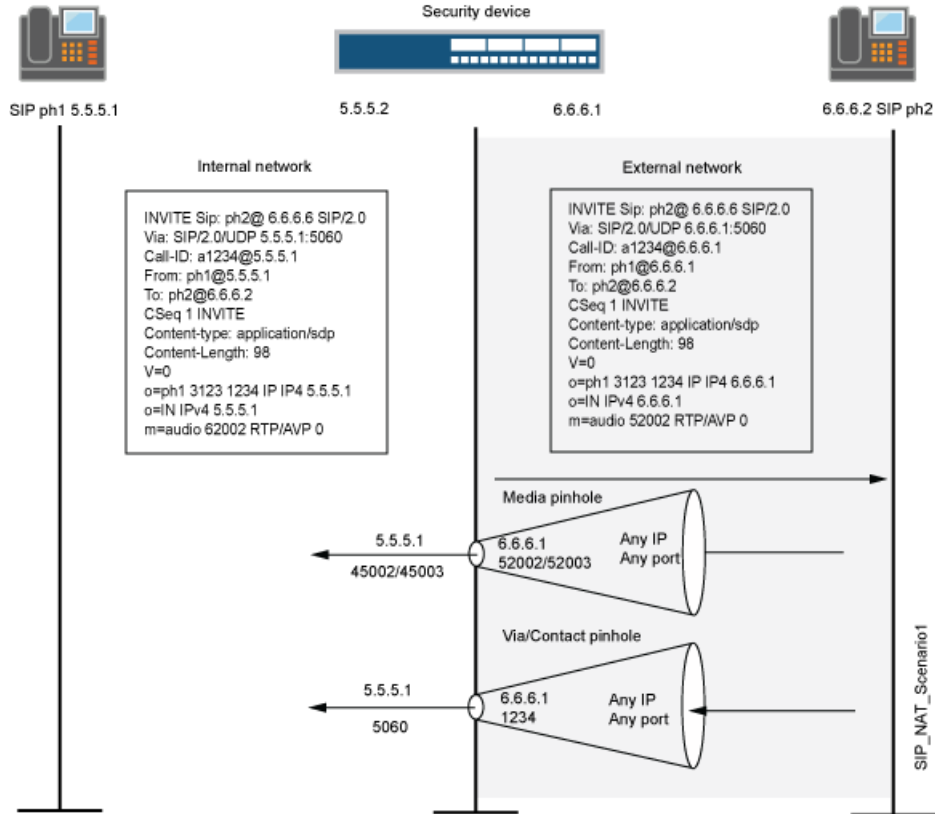 Security device
SIP ph1 5.5.5.1
5.5.5.2
6.6.6.1
6.6.6.2 SIP ph2
Internal network
INVITE Sip: ph2@ 6.6.6.6 SIP/2.0
Via: SIP/2.0/UDP 5.5.5.1:5060
Call-ID: a1234@5.5.5.1
From: ph1@5.5.5.1
To: ph2@6.6.6.2
CSeq 1 INVITE
Content-type: application/sdp
Content-Length: 98
V=0
o=ph1 3123 1234 IP IP4 5.5.5.1
o=IN IPv4 5.5.5.1
m=audio 62002 RTP/AVP 0
External network
INVITE Sip: ph2@ 6.6.6.6 SIP/2.0
Via: SIP/2.0/UDP 6.6.6.1:5060
Call-ID: a1234@6.6.6.1
From: ph1@6.6.6.1
To: ph2@6.6.6.2
CSeq 1 INVITE
Content-type: application/sdp
Content-Length: 98
V=0
o=ph1 3123 1234 IP IP4 6.6.6.1
o=IN IPv4 6.6.6.1
m=audio 52002 RTP/AVP 0
Media pinhole
5.5.5.1
45002/45003
6.6.6.1
52002/52003
Any IP
Any port
Via/Contact pinhole
5.5.5.1
5060
6.6.6.1
1234
Any IP
Any port
SIP_NAT_Scenario1